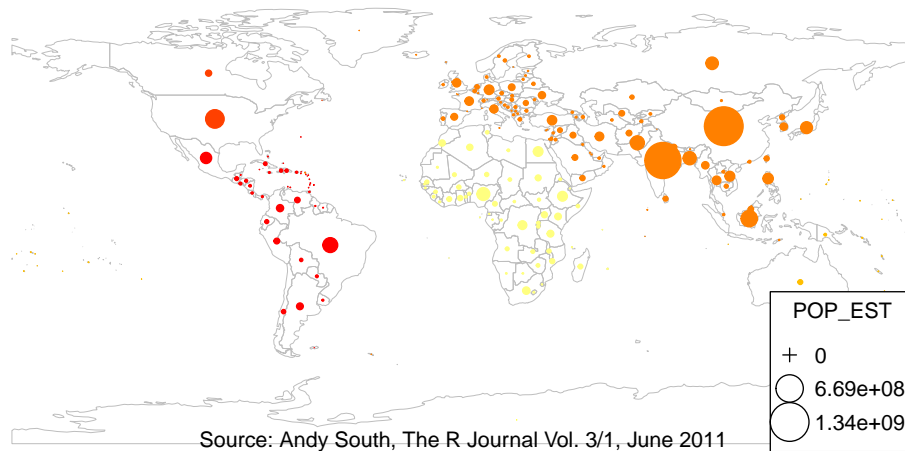 POP_EST
0
6.69e+08
1.34e+09
Source: Andy South, The R Journal Vol. 3/1, June 2011